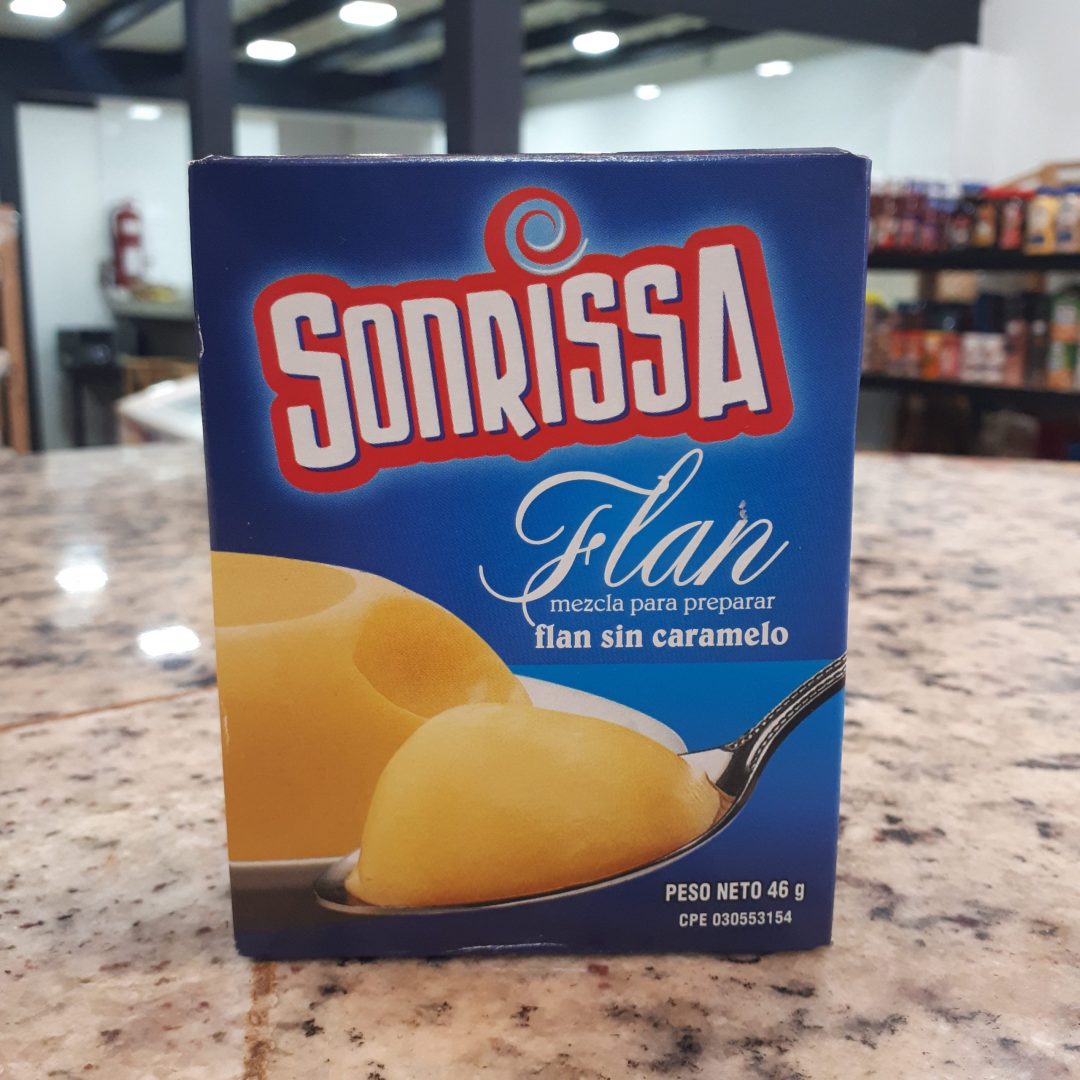 SONRISSA
Flan
mezcla para preparar
flan sin caramelo
PESO NETO 46 g
CPE 030553154